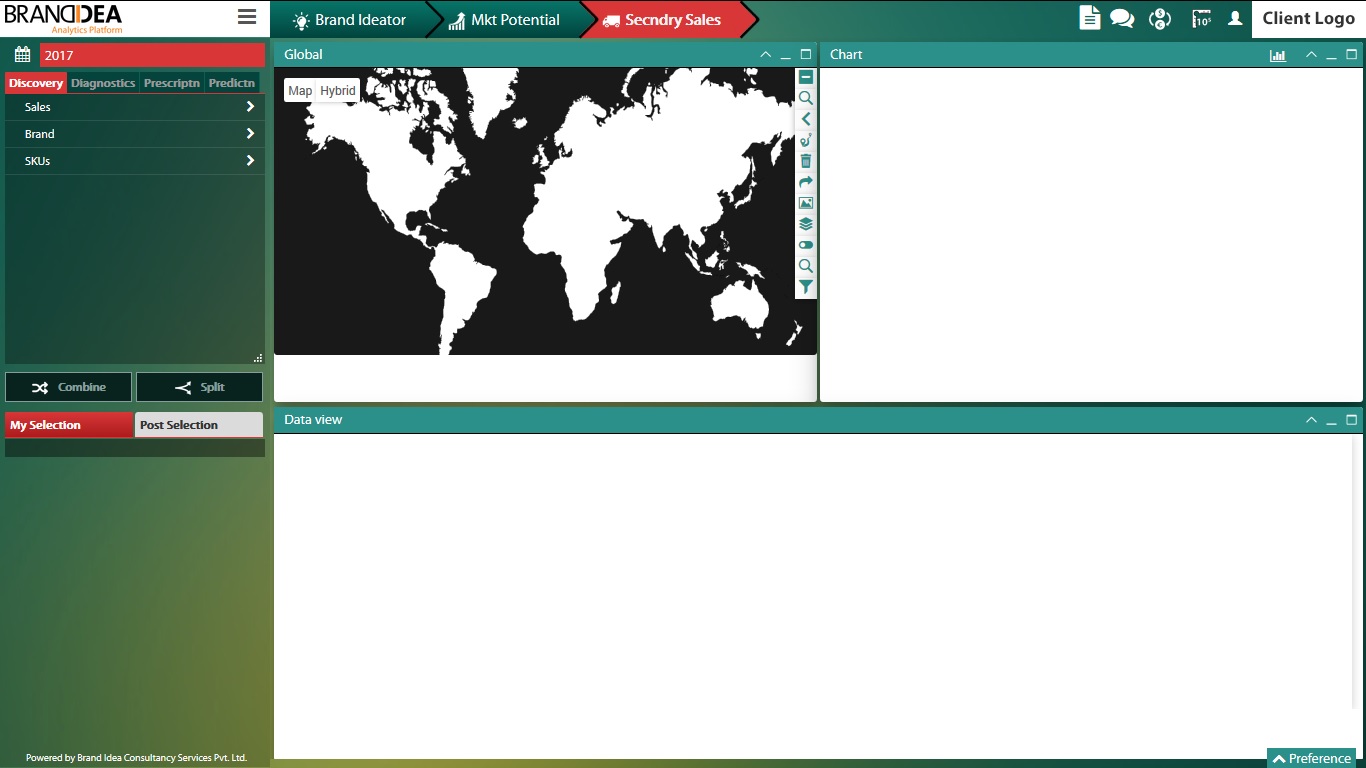 BRANDIDEA
Analytics Platform
Brand Ideator
Mkt Potential
Secndry Sales
Client Logo
2017
Discovery
Diagnostics
Prescriptn
Predictn
Sales
Brand
SKUs
Combine
Split
My Selection
Post Selection
Global
Map
Hybrid
Chart
Data view
Powered by Brand Idea Consultancy Services Pvt. Ltd.
Preference